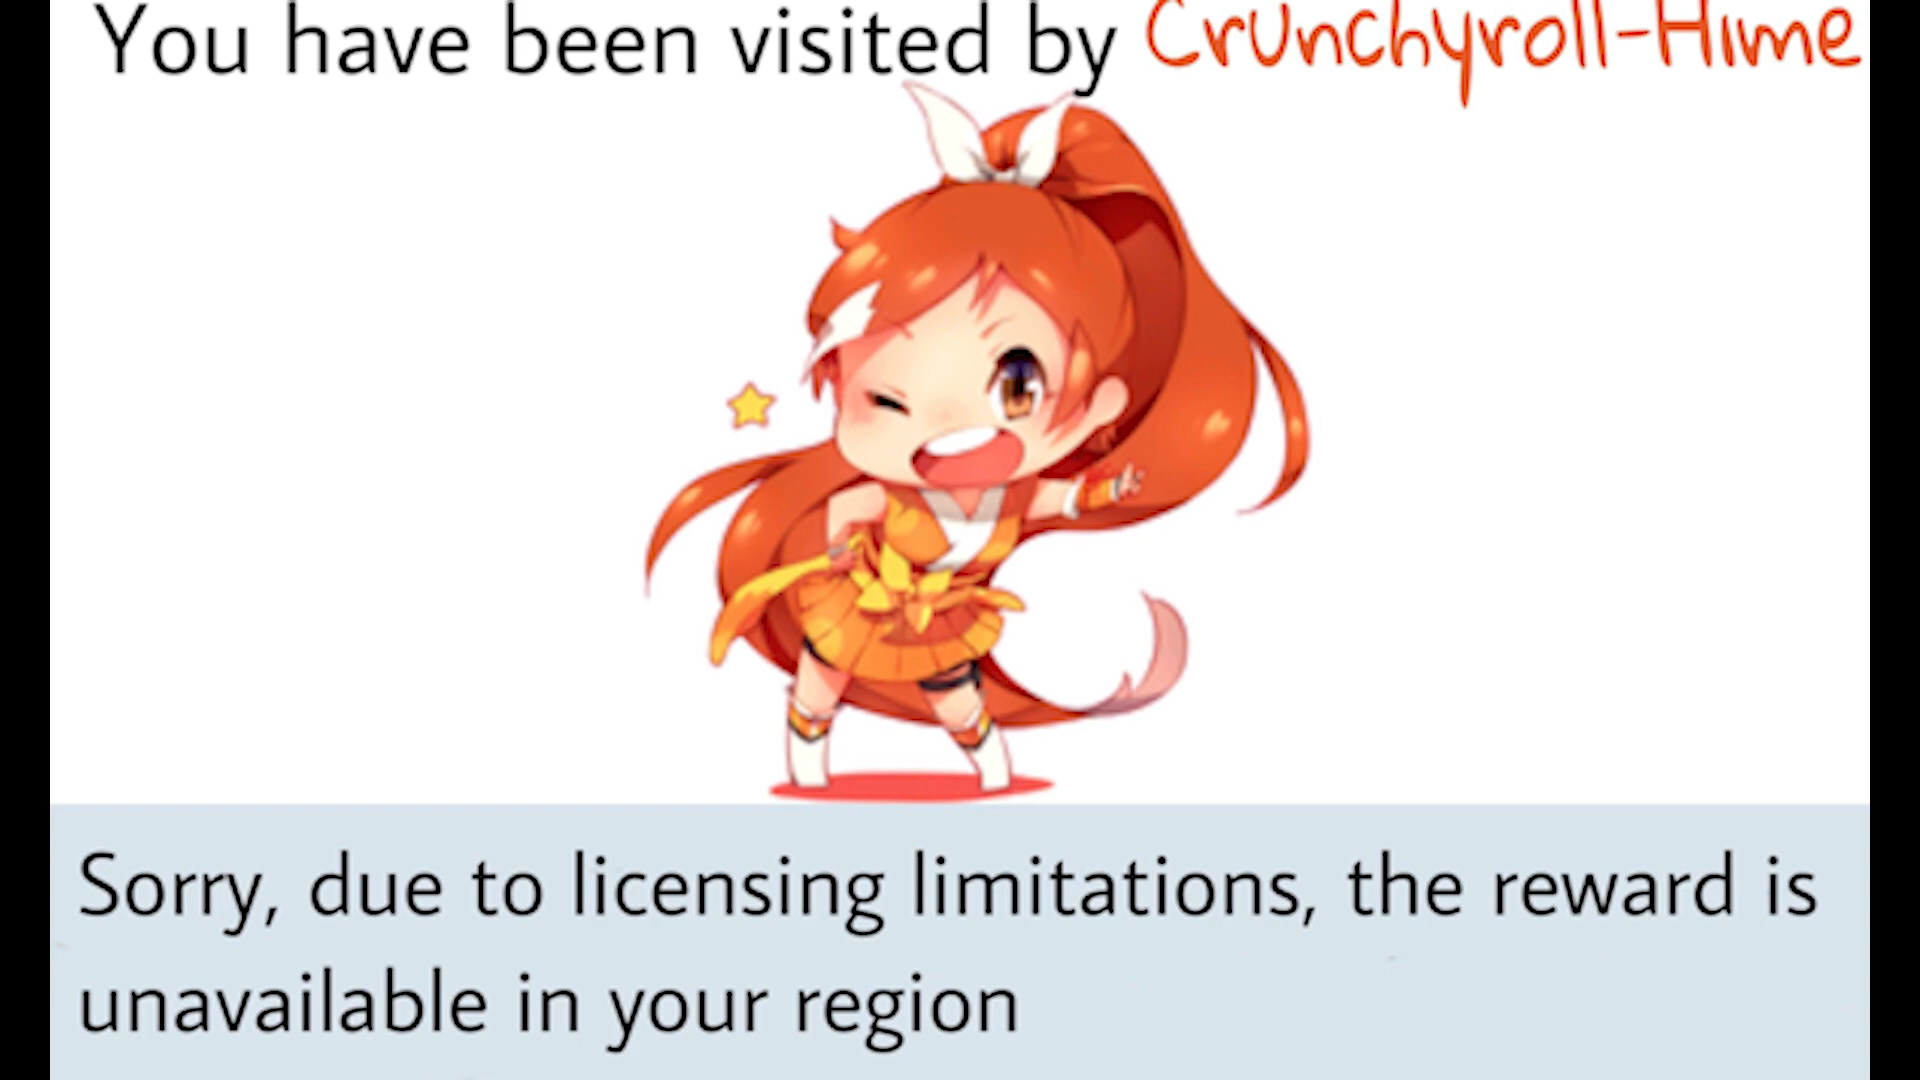 You have been visited by Crunchyroll-Hime
Sorry, due to licensing limitations, the reward is
unavailable in your region